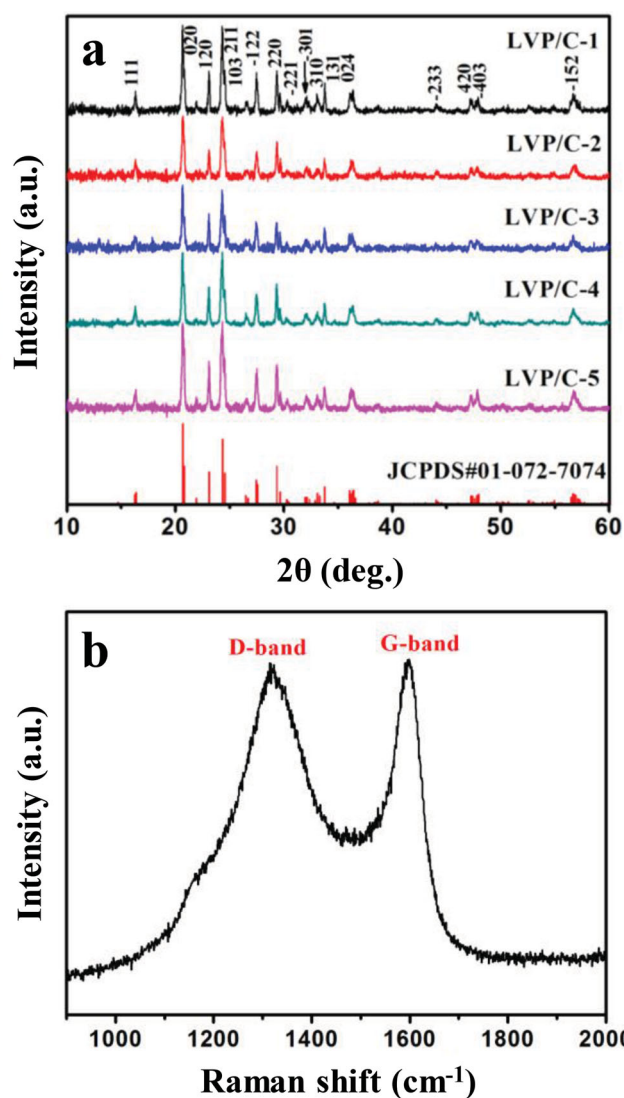 a
LVP/C-1
111
020
120
211
103
-122
220
-221
-301
310
131
024
-233
420
-403
-152
LVP/C-2
LVP/C-3
LVP/C-4
LVP/C-5
JCPDS#01-072-7074
Intensity (a.u.)
10 20 30 40 50 60
2θ (deg.)
b
D-band G-band
Intensity (a.u.)
1000 1200 1400 1600 1800 2000
Raman shift (cm-1)